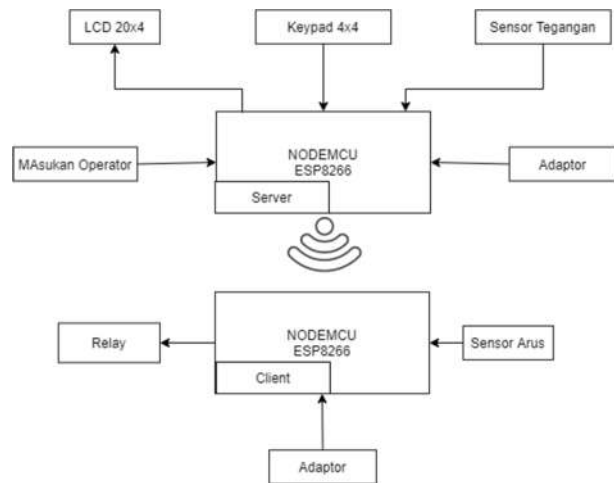 LCD 20x4
Keypad 4x4
Sensor Tegangan
MAsukan Operator
NODEMCU
ESP8266
Adaptor
Server
NODEMCU
ESP8266
Relay
Sensor Arus
Client
Adaptor